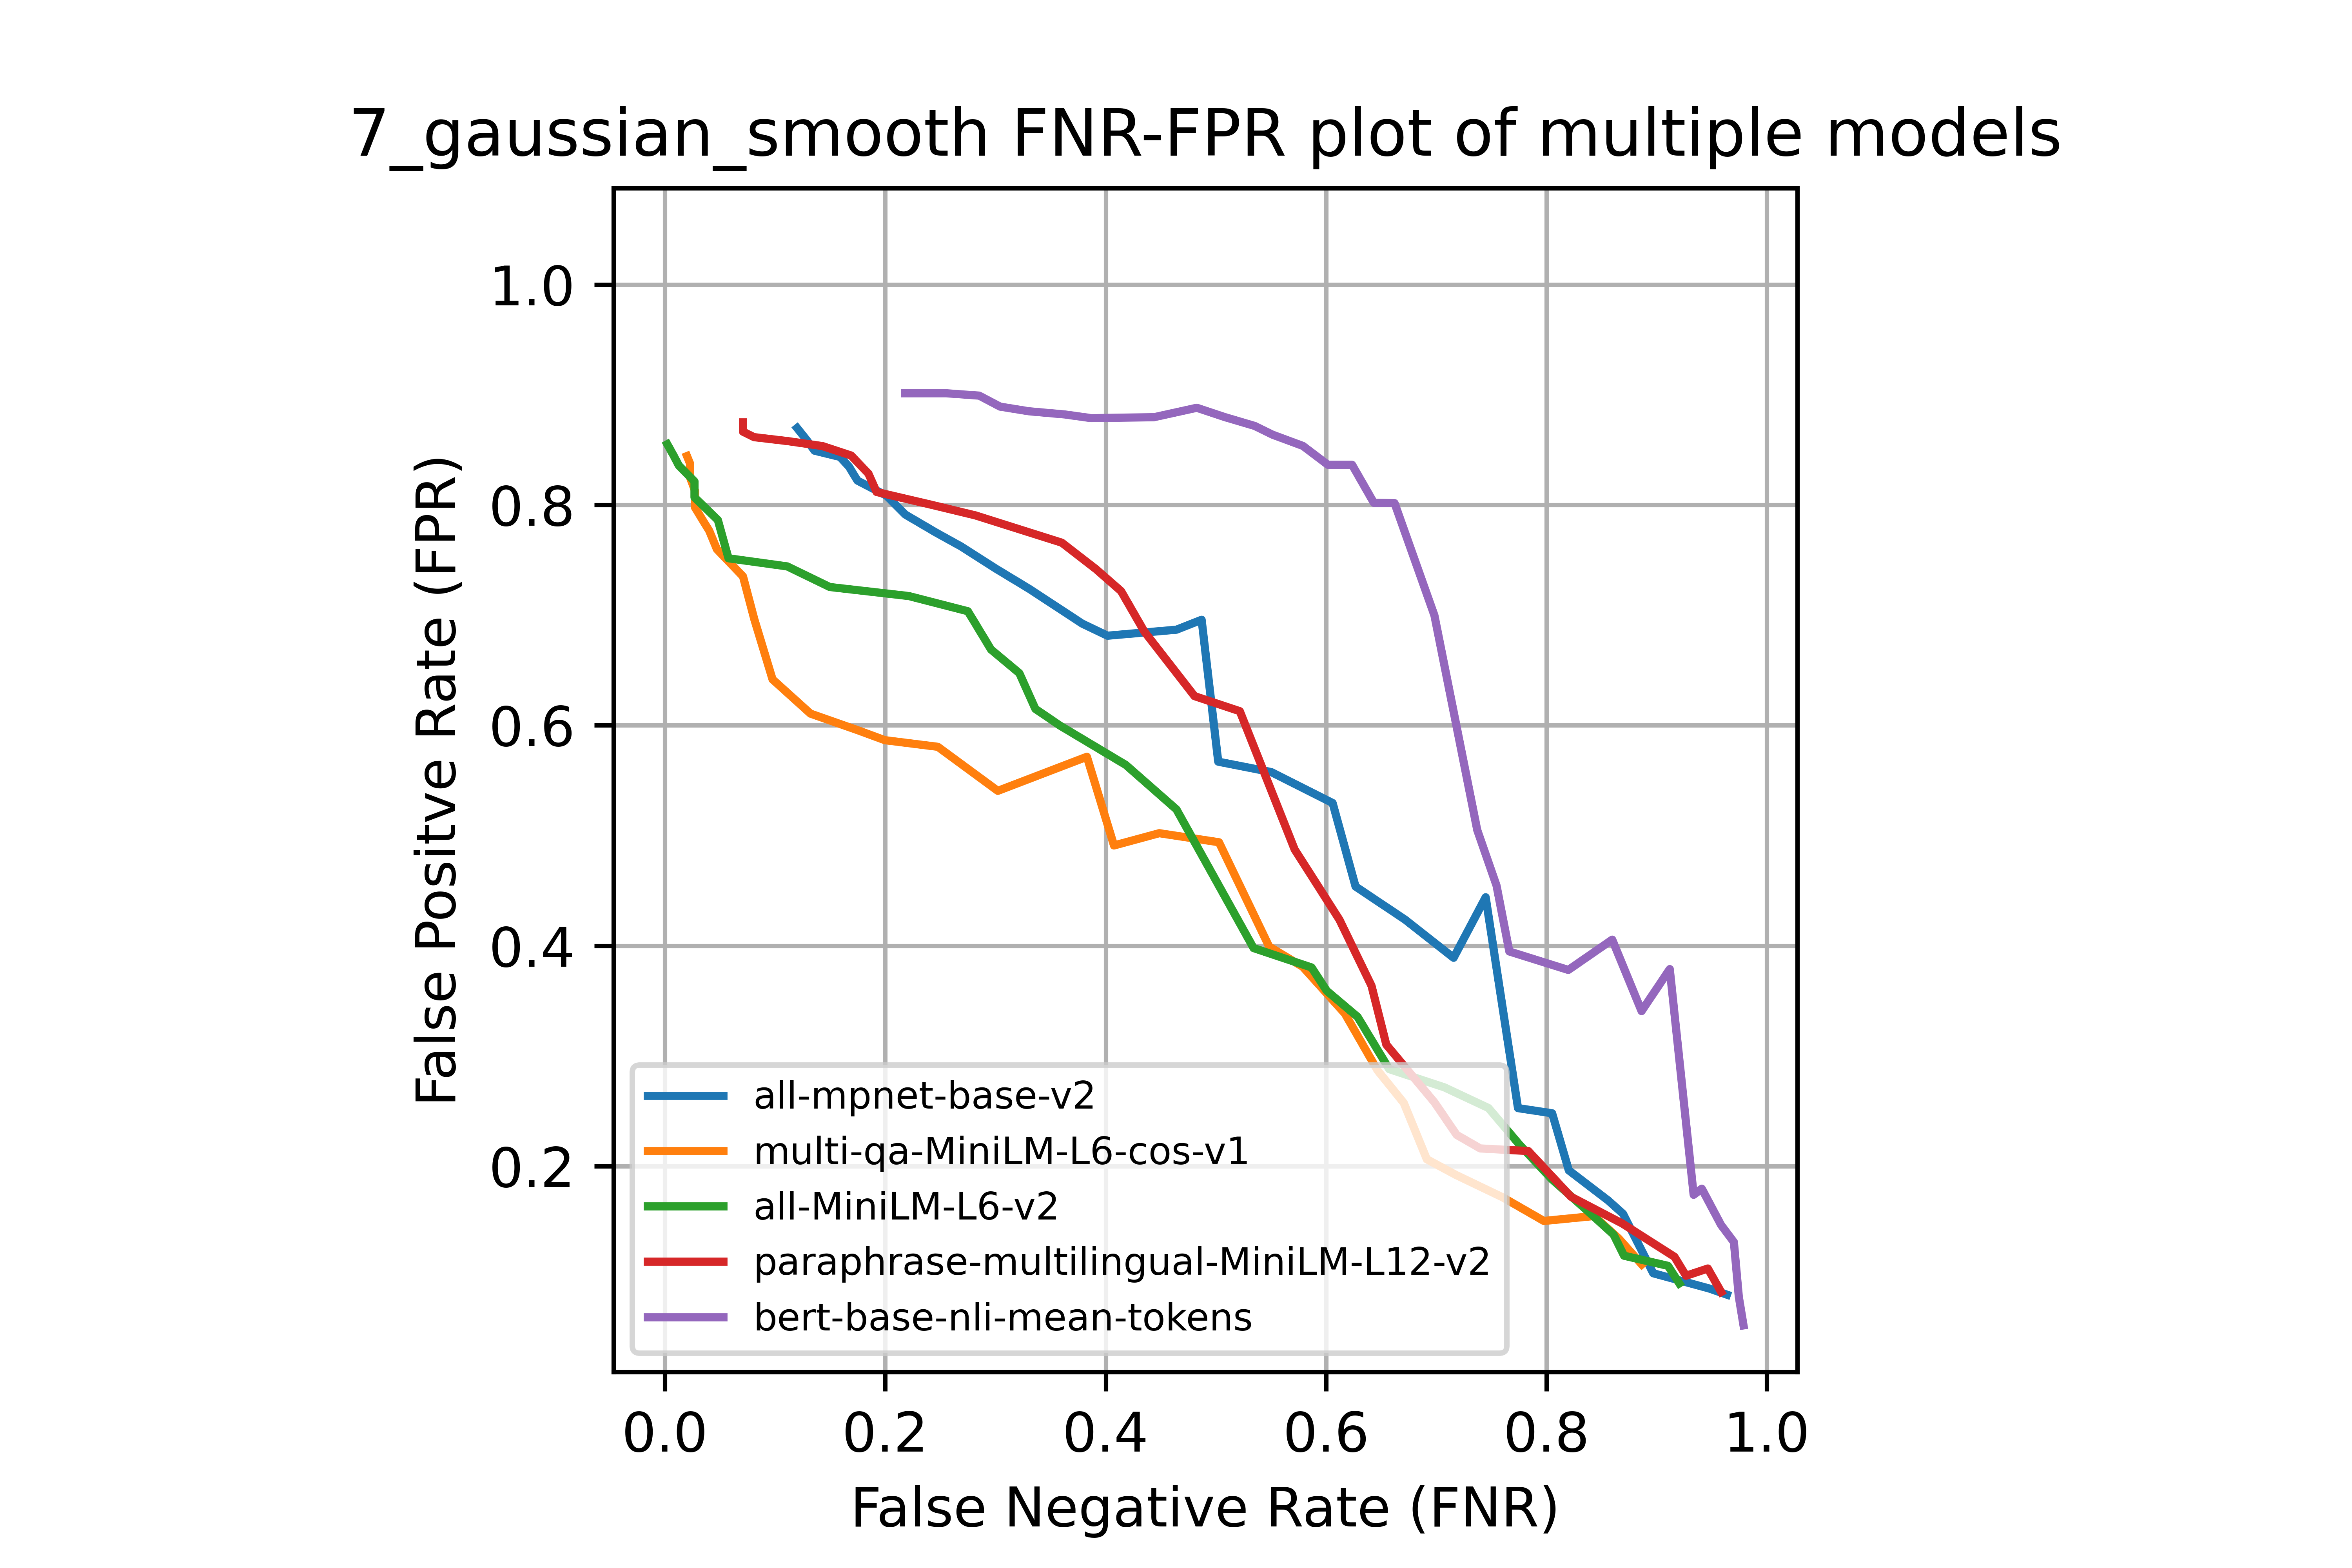 7_gaussian_smooth FNR-FPR plot of multiple models
False Positve Rate (FPR)
1.0
0.8
0.6
0.4
0.2
all-mpnet-base-v2
multi-qa-MiniLM-L6-cos-v1
all-MiniLM-L6-v2
paraphrase-multilingual-MiniLM-L12-v2
bert-base-nli-mean-tokens
0.0 0.2 0.4 0.6 0.8 1.0
False Negative Rate (FNR)